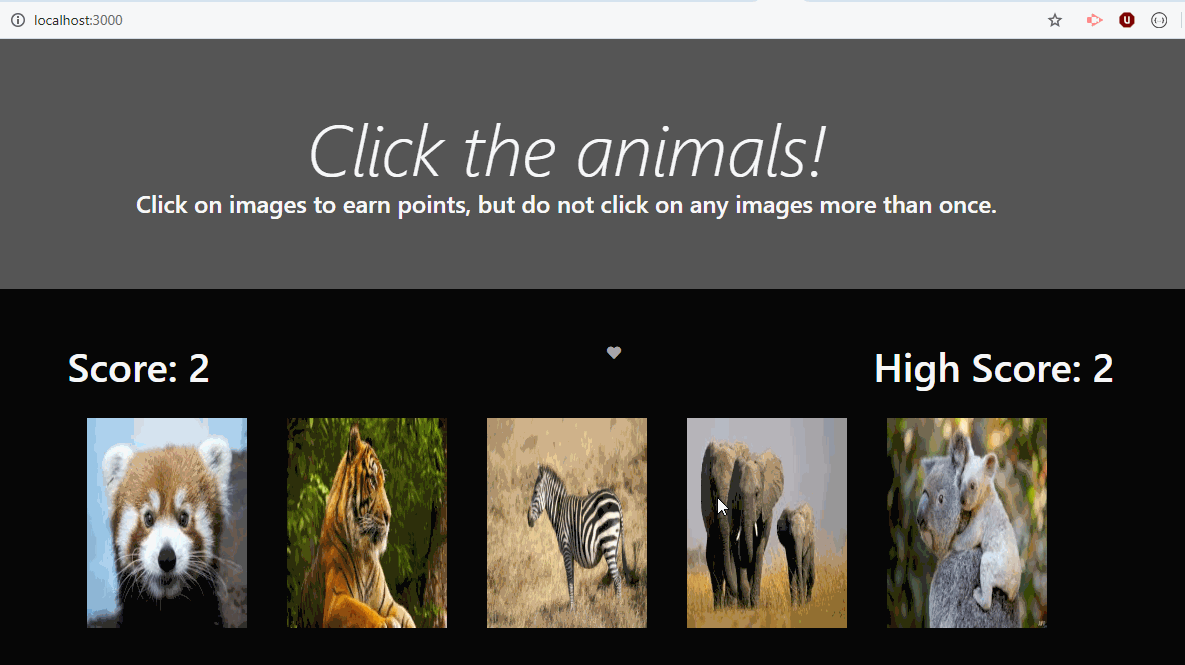 localhost:3000
Click the animals!
Click on images to earn points, but do not click on any images more than once.
Score: 2
High Score: 2